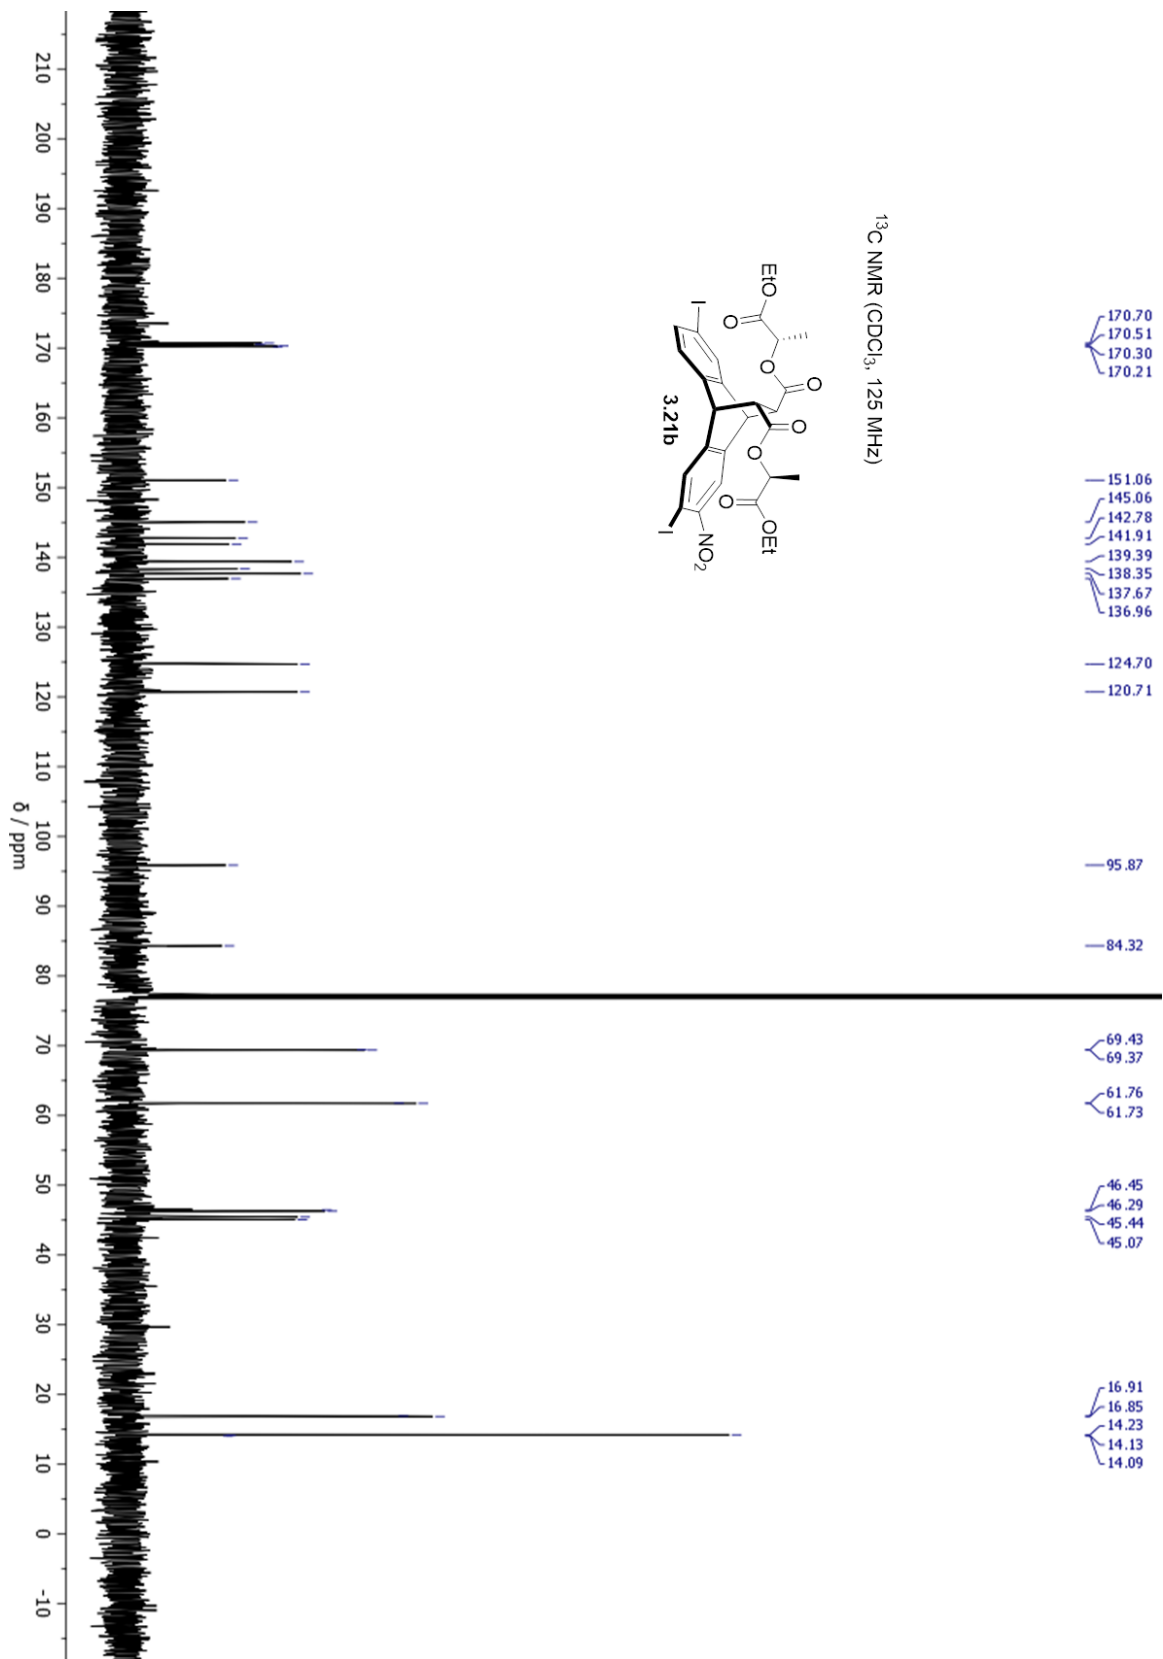 ¹³C NMR (CDCl₃, 125 MHz)
170.70
170.51
170.30
170.21
151.06
145.06
142.78
141.91
139.39
138.35
137.67
136.96
124.70
120.71
95.87
84.32
69.43
69.37
61.76
61.73
46.45
46.29
45.44
45.07
16.91
16.85
14.23
14.13
14.09
EtO
O
O
O
O
O
O
O
OEt
I
I
NO₂
3.21b
210 200 190 180 170 160 150 140 130 120 110 100 90 80 70 60 50 40 30 20 10 0 -10
δ / ppm